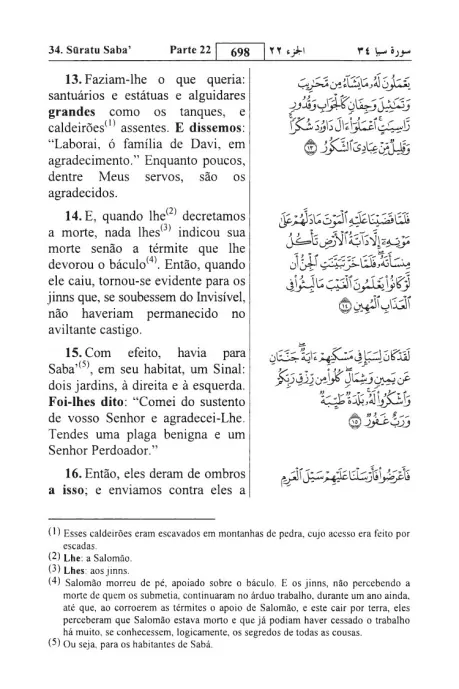 34. Sūratu Saba’ Parte 22 698 الجزء ٢٢ سورة سبأ ٣٤
13. Faziam-lhe o que queria:
santuários e estátuas e alguidares
grandes como os tanques, e
caldeirões(1) assentes. E dissemos:
“Laborai, ó família de Davi, em
agradecimento.” Enquanto poucos,
dentre Meus servos, são os
agradecidos.
يَعْمَلُونَ لَهُۥ مَا يَشَآءُ مِن مَّحَٰرِيبَ
وَتَمَٰثِيلَ وَجِفَانٍ كَٱلْجَوَابِ وَقُدُورٍ
رَّاسِيَٰتٍ ٱعْمَلُوٓا۟ ءَالَ دَاوُۥدَ شُكْرًا
وَقَلِيلٌ مِّنْ عِبَادِىَ ٱلشَّكُورُ ١٣
14. E, quando lhe(2) decretamos
a morte, nada lhes(3) indicou sua
morte senão a térmite que lhe
devorou o báculo(4). Então, quando
ele caiu, tornou-se evidente para os
jinns que, se soubessem do Invisível,
não haveriam permanecido no
aviltante castigo.
فَلَمَّا قَضَيْنَا عَلَيْهِ ٱلْمَوْتَ مَا دَلَّهُمْ عَلَىٰ
مَوْتِهِۦٓ إِلَّا دَآبَّةُ ٱلْأَرْضِ تَأْكُلُ
مِنسَأَتَهُۥ فَلَمَّا خَرَّ تَبَيَّنَتِ ٱلْجِنُّ أَن
لَّوْ كَانُوا۟ يَعْلَمُونَ ٱلْغَيْبَ مَا لَبِثُوا۟ فِى
ٱلْعَذَابِ ٱلْمُهِينِ ١٤
15. Com efeito, havia para
Saba’(5), em seu habitat, um Sinal:
dois jardins, à direita e à esquerda.
Foi-lhes dito: “Comei do sustento
de vosso Senhor e agradecei-Lhe.
Tendes uma plaga benigna e um
Senhor Perdoador.”
لَقَدْ كَانَ لِسَبَإٍ فِى مَسْكَنِهِمْ ءَايَةٌ جَنَّتَانِ
عَن يَمِينٍ وَشِمَالٍ كُلُوا۟ مِن رِّزْقِ رَبِّكُمْ
وَٱشْكُرُوا۟ لَهُۥ بَلْدَةٌ طَيِّبَةٌ
وَرَبٌّ غَفُورٌ ١٥
16. Então, eles deram de ombros
a isso; e enviamos contra eles a
فَأَعْرَضُوا۟ فَأَرْسَلْنَا عَلَيْهِمْ سَيْلَ ٱلْعَرِمِ
(1) Esses caldeirões eram escavados em montanhas de pedra, cujo acesso era feito por
escadas.
(2) Lhe: a Salomão.
(3) Lhes: aos jinns.
(4) Salomão morreu de pé, apoiado sobre o báculo. E os jinns, não percebendo a
morte de quem os submetia, continuaram no árduo trabalho, durante um ano ainda,
até que, ao corroerem as térmites o apoio de Salomão, e este cair por terra, eles
perceberam que Salomão estava morto e que já podiam haver cessado o trabalho
há muito, se conhecessem, logicamente, os segredos de todas as cousas.
(5) Ou seja, para os habitantes de Sabá.